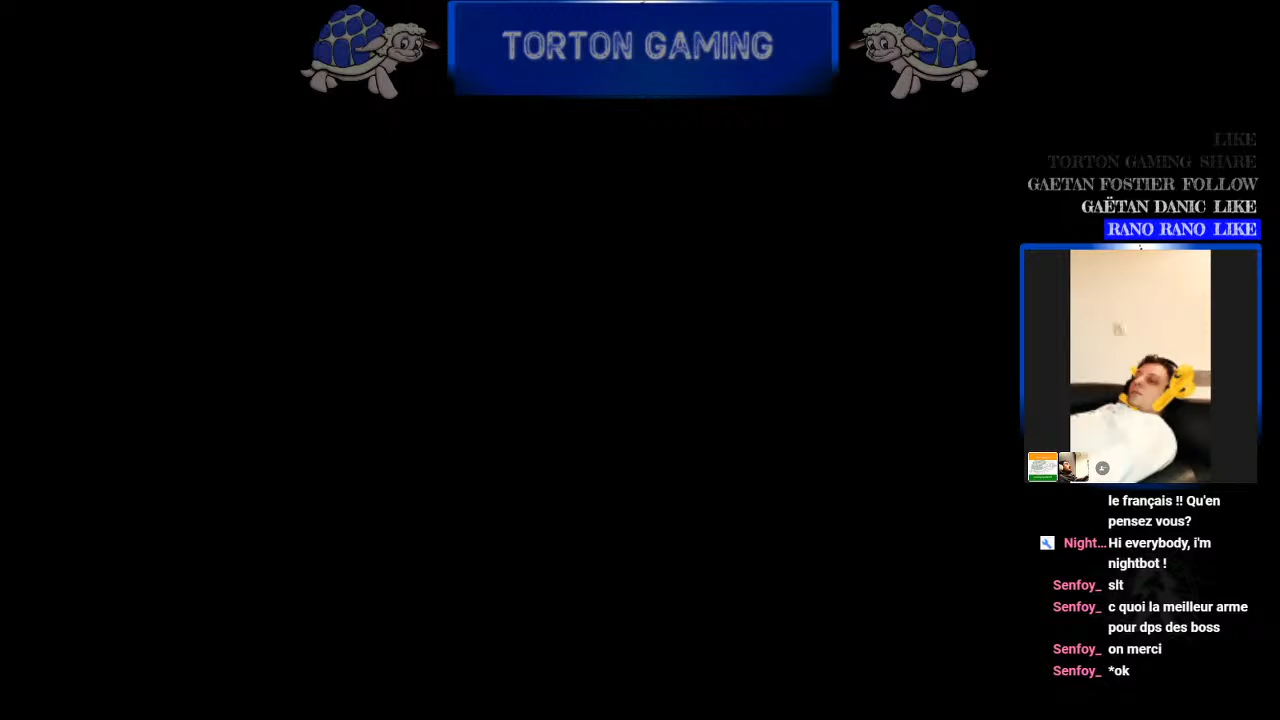 TORTON GAMING
LIKE
TORTON GAMING SHARE
GAETAN FOSTIER FOLLOW
GAËTAN DANIC LIKE
RANO RANO LIKE
le français !! Qu'en
pensez vous?
Night... Hi everybody, i'm
nightbot !
Senfoy_ slt
Senfoy_ c quoi la meilleur arme
pour dps des boss
Senfoy_ on merci
Senfoy_ *ok